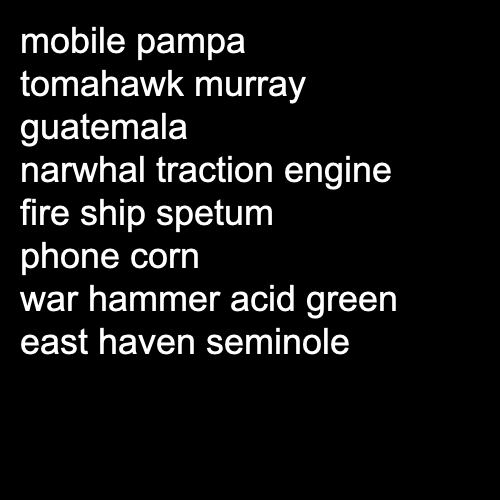 mobile pampa
tomahawk murray
guatemala
narwhal traction engine
fire ship spetum
phone corn
war hammer acid green
east haven seminole